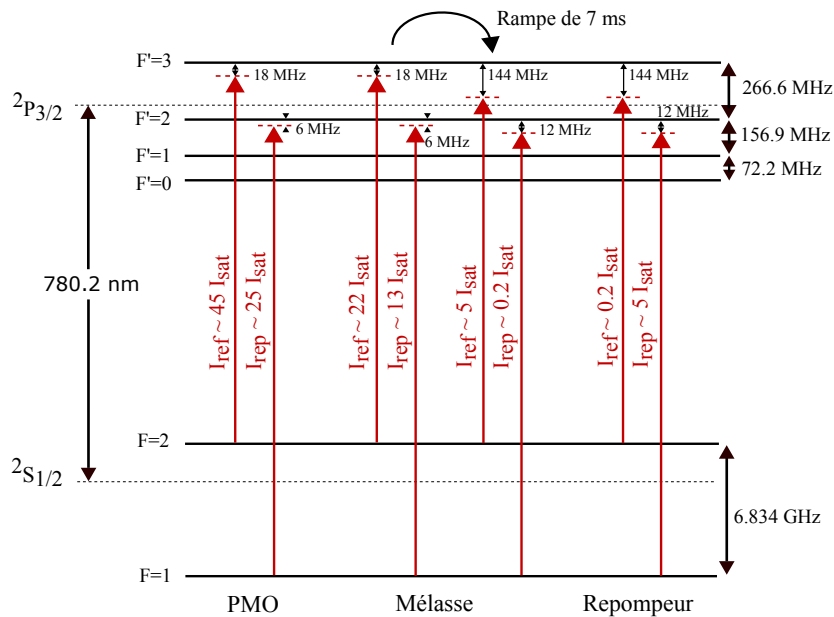 Rampe de 7 ms
F'=3
18 MHz
18 MHz
144 MHz
144 MHz
266.6 MHz
2P3/2
F'=2
6 MHz
6 MHz
12 MHz
12 MHz
156.9 MHz
F'=1
72.2 MHz
F'=0
780.2 nm
Iref ~ 45 Isat
Irep ~ 25 Isat
Iref ~ 22 Isat
Irep ~ 13 Isat
Iref ~ 5 Isat
Irep ~ 0.2 Isat
Iref ~ 0.2 Isat
Irep ~ 5 Isat
F=2
2S1/2
6.834 GHz
F=1
PMO
Mélasse
Repompeur